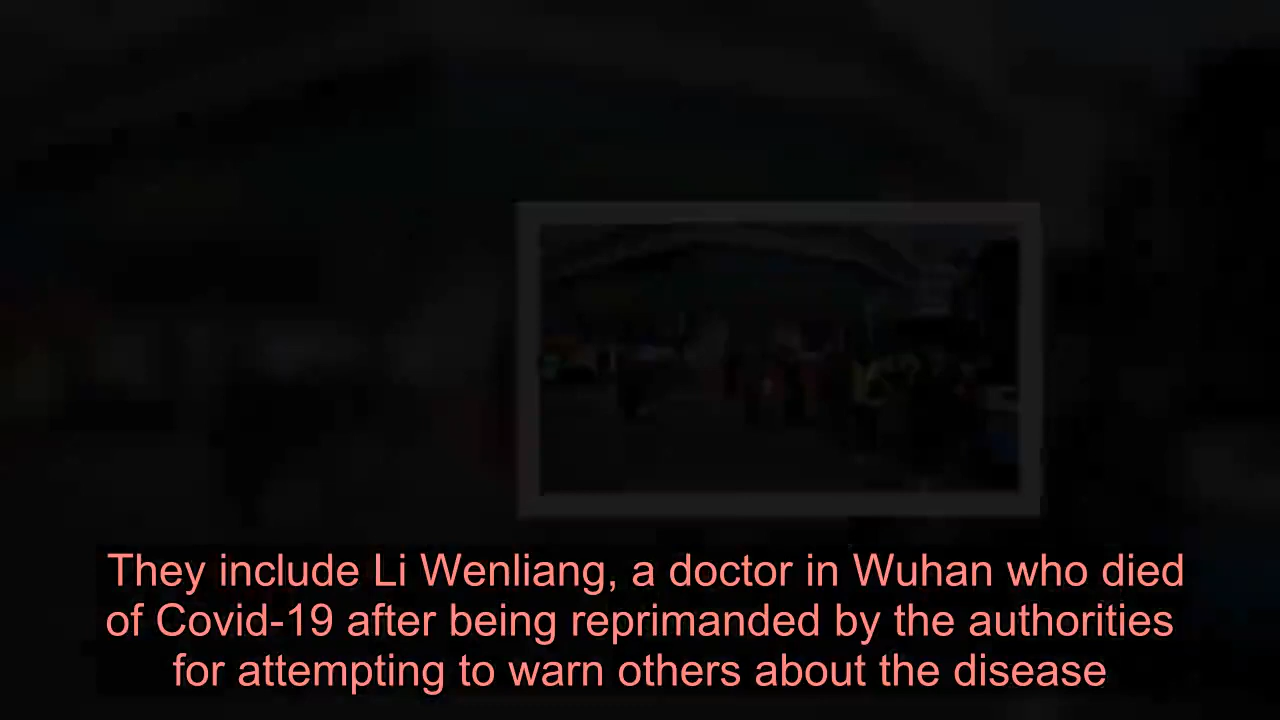 They include Li Wenliang, a doctor in Wuhan who died
of Covid-19 after being reprimanded by the authorities
for attempting to warn others about the disease